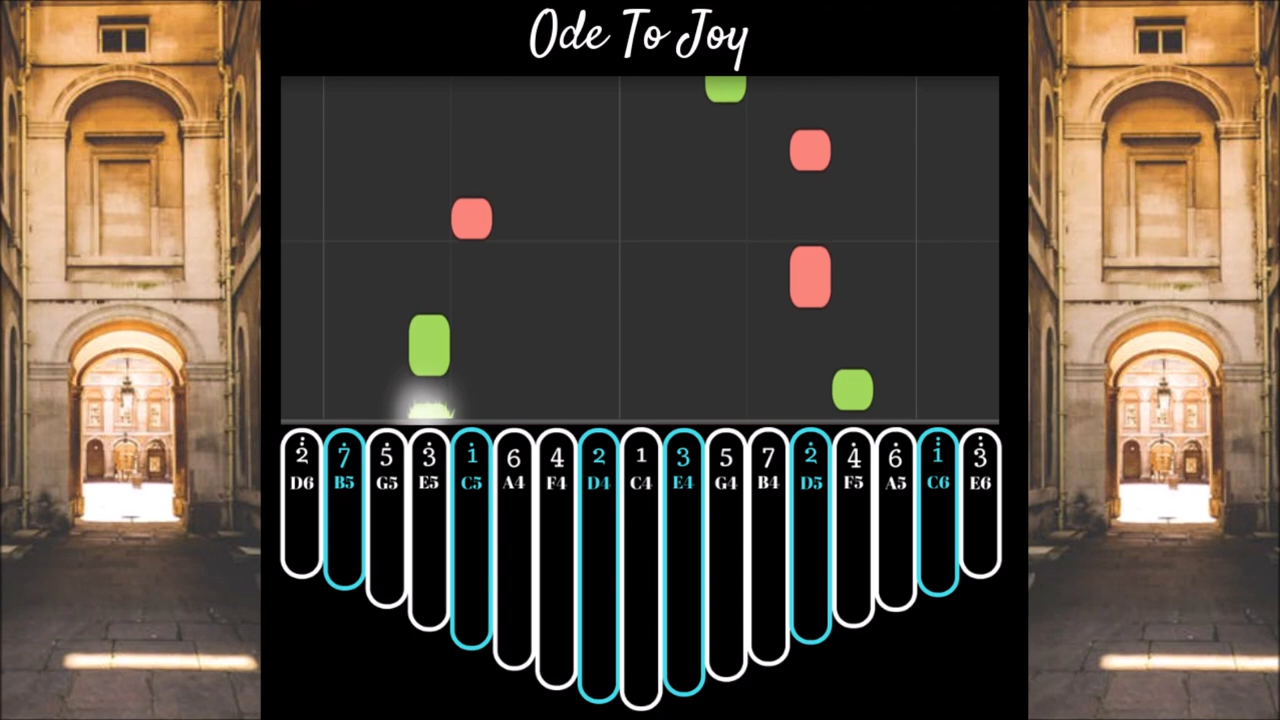 Ode To Joy
2̇̇ 7̇ 5̇ 3̇ 1̇ 6 4 2 1 3 5 7 2̇ 4̇ 6̇ 1̇̇ 3̇̇
D6 B5 G5 E5 C5 A4 F4 D4 C4 E4 G4 B4 D5 F5 A5 C6 E6